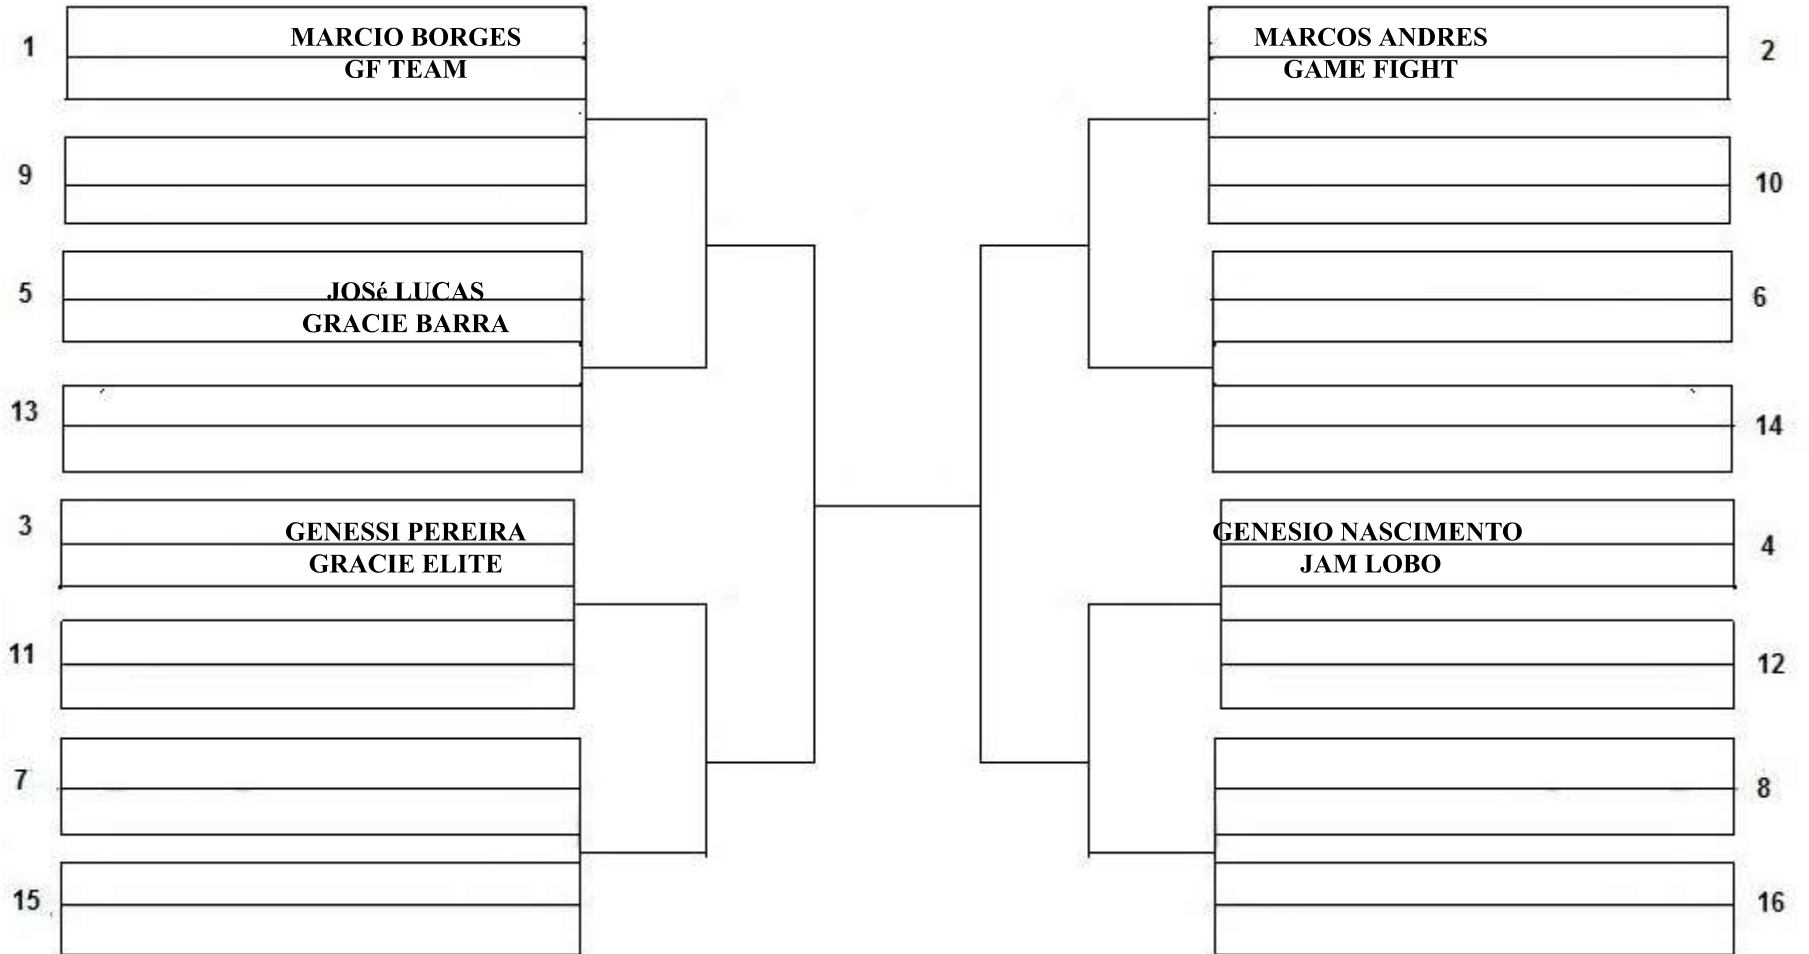 1
MARCIO BORGES
GF TEAM
9
5
JOSé LUCAS
GRACIE BARRA
13
3
GENESSI PEREIRA
GRACIE ELITE
11
7
15
MARCOS ANDRES
GAME FIGHT
2
10
6
14
GENESIO NASCIMENTO
JAM LOBO
4
12
8
16